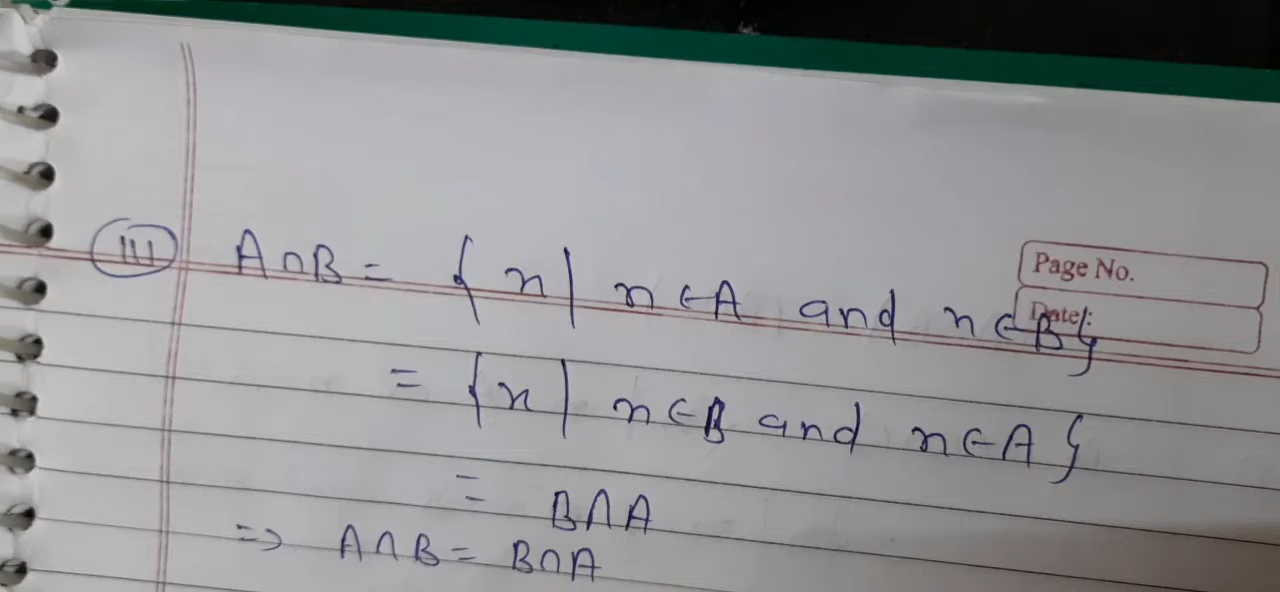 (III) A∩B = { x | x∈A and x∈B}
Page No.
Date:
= {x | x∈B and x∈A}
= B∩A
=> A∩B = B∩A